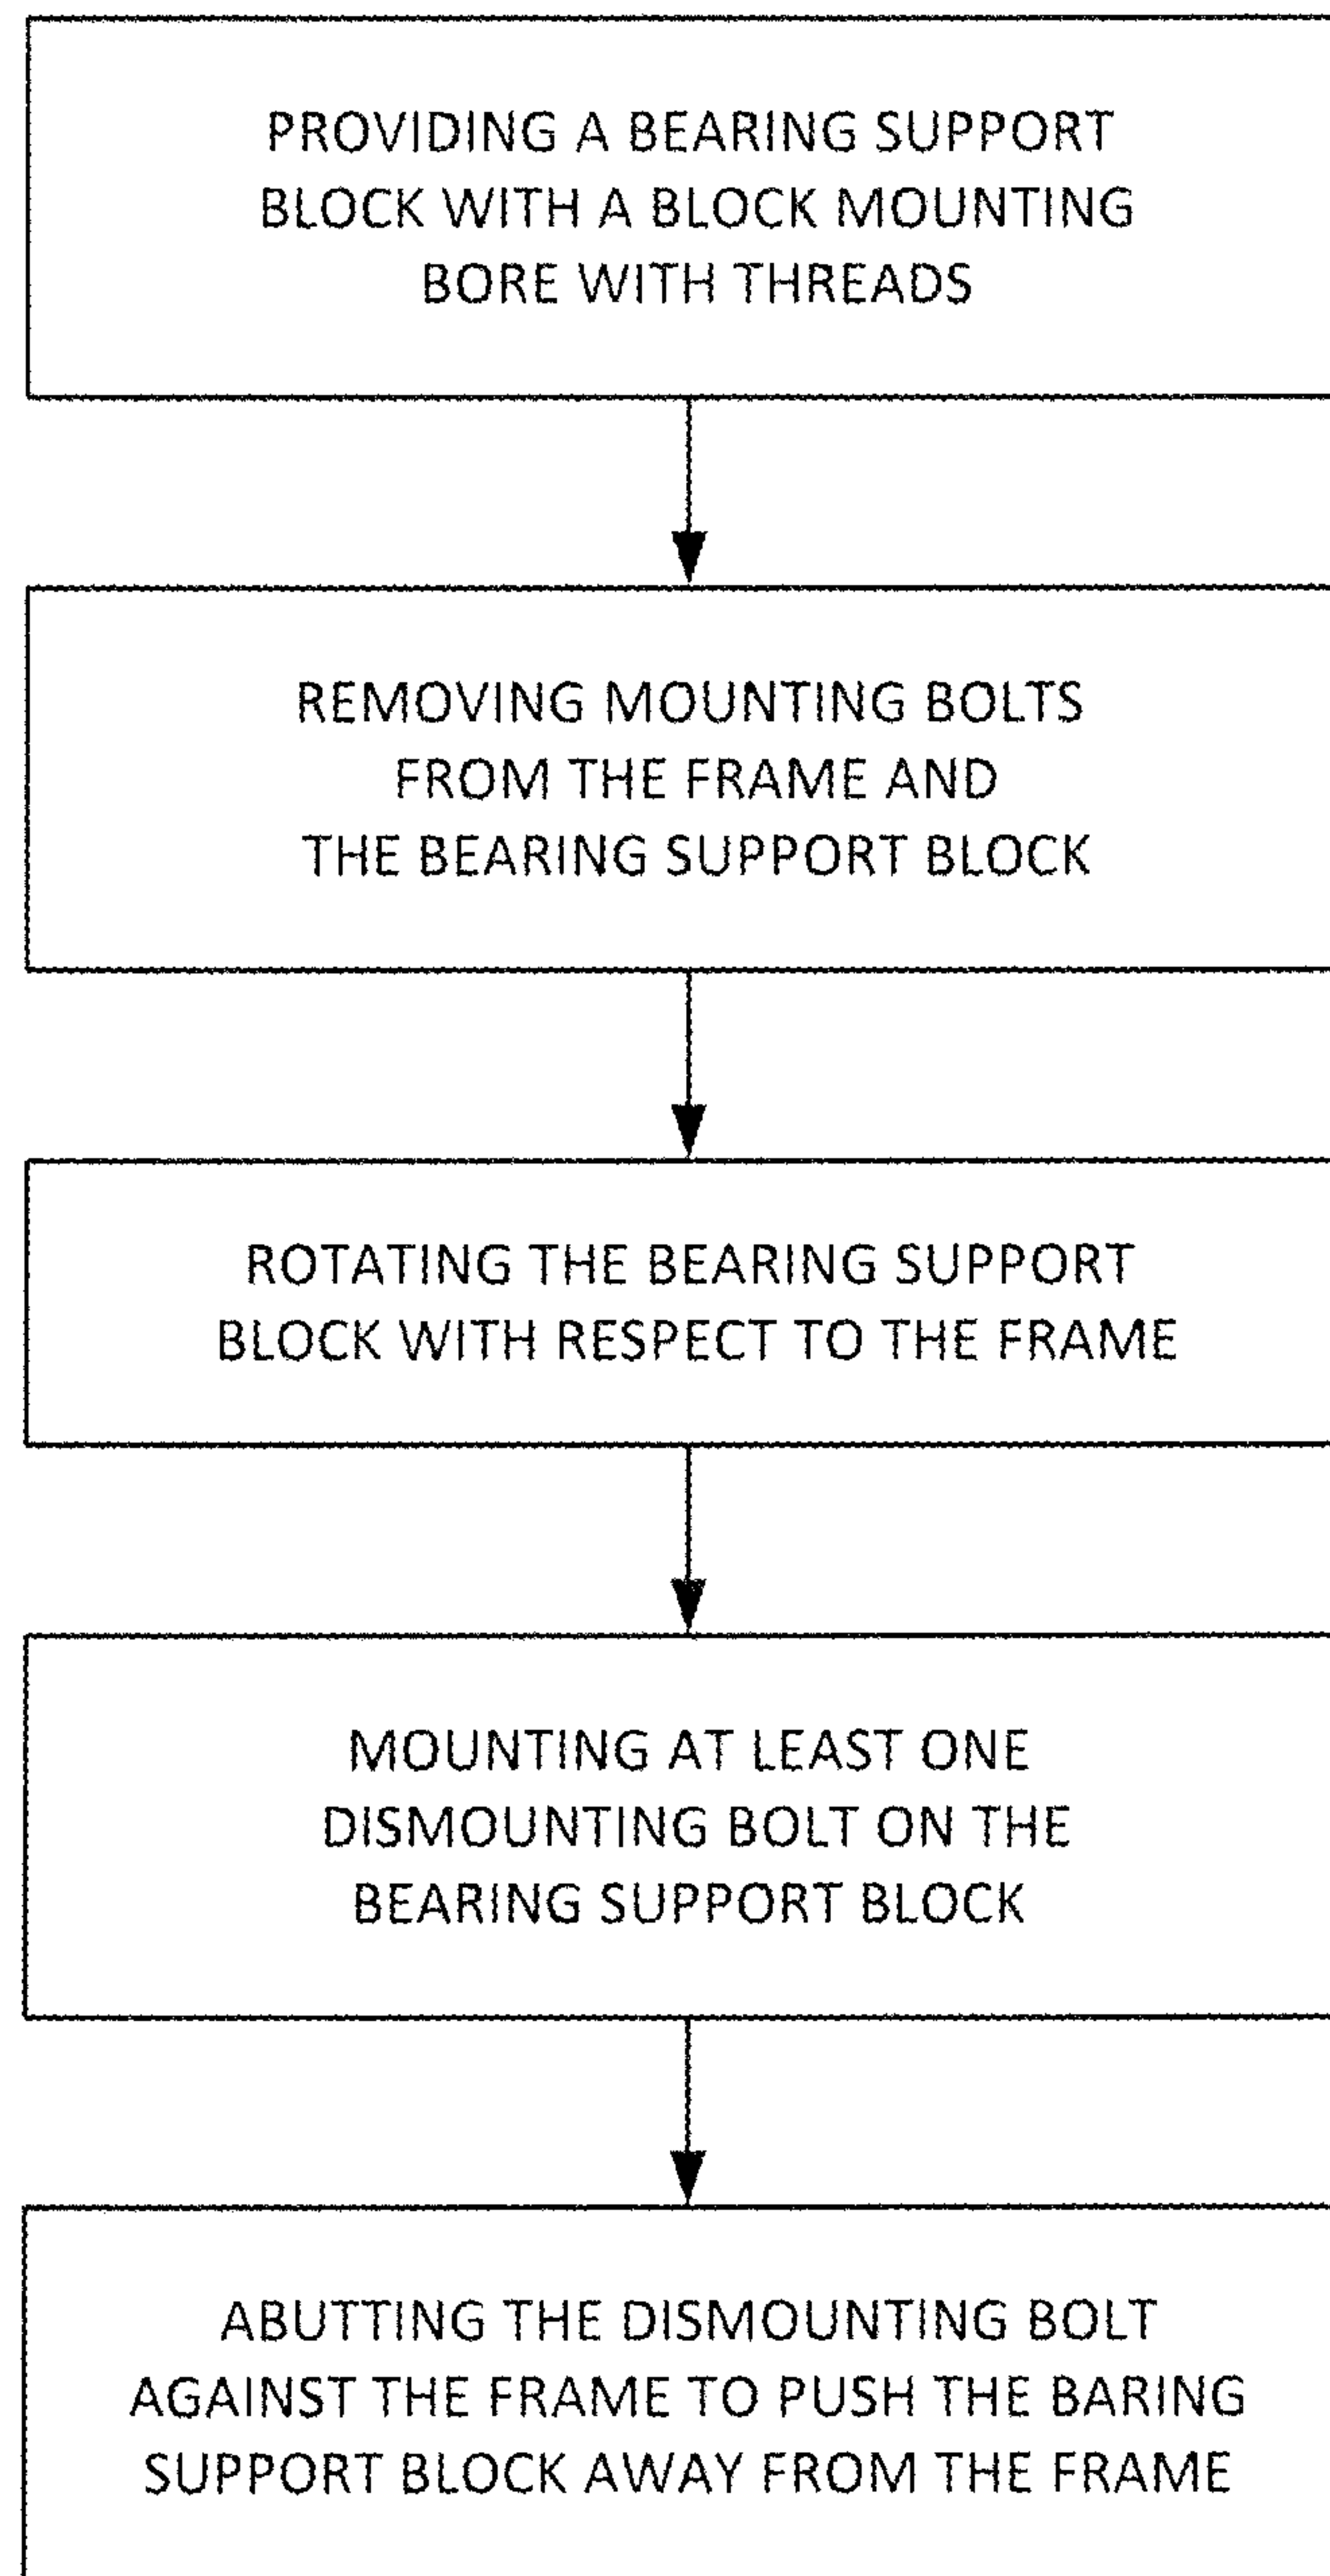 PROVIDING A BEARING SUPPORT
BLOCK WITH A BLOCK MOUNTING
BORE WITH THREADS
REMOVING MOUNTING BOLTS
FROM THE FRAME AND
THE BEARING SUPPORT BLOCK
ROTATING THE BEARING SUPPORT
BLOCK WITH RESPECT TO THE FRAME
MOUNTING AT LEAST ONE
DISMOUNTING BOLT ON THE
BEARING SUPPORT BLOCK
ABUTTING THE DISMOUNTING BOLT
AGAINST THE FRAME TO PUSH THE BARING
SUPPORT BLOCK AWAY FROM THE FRAME